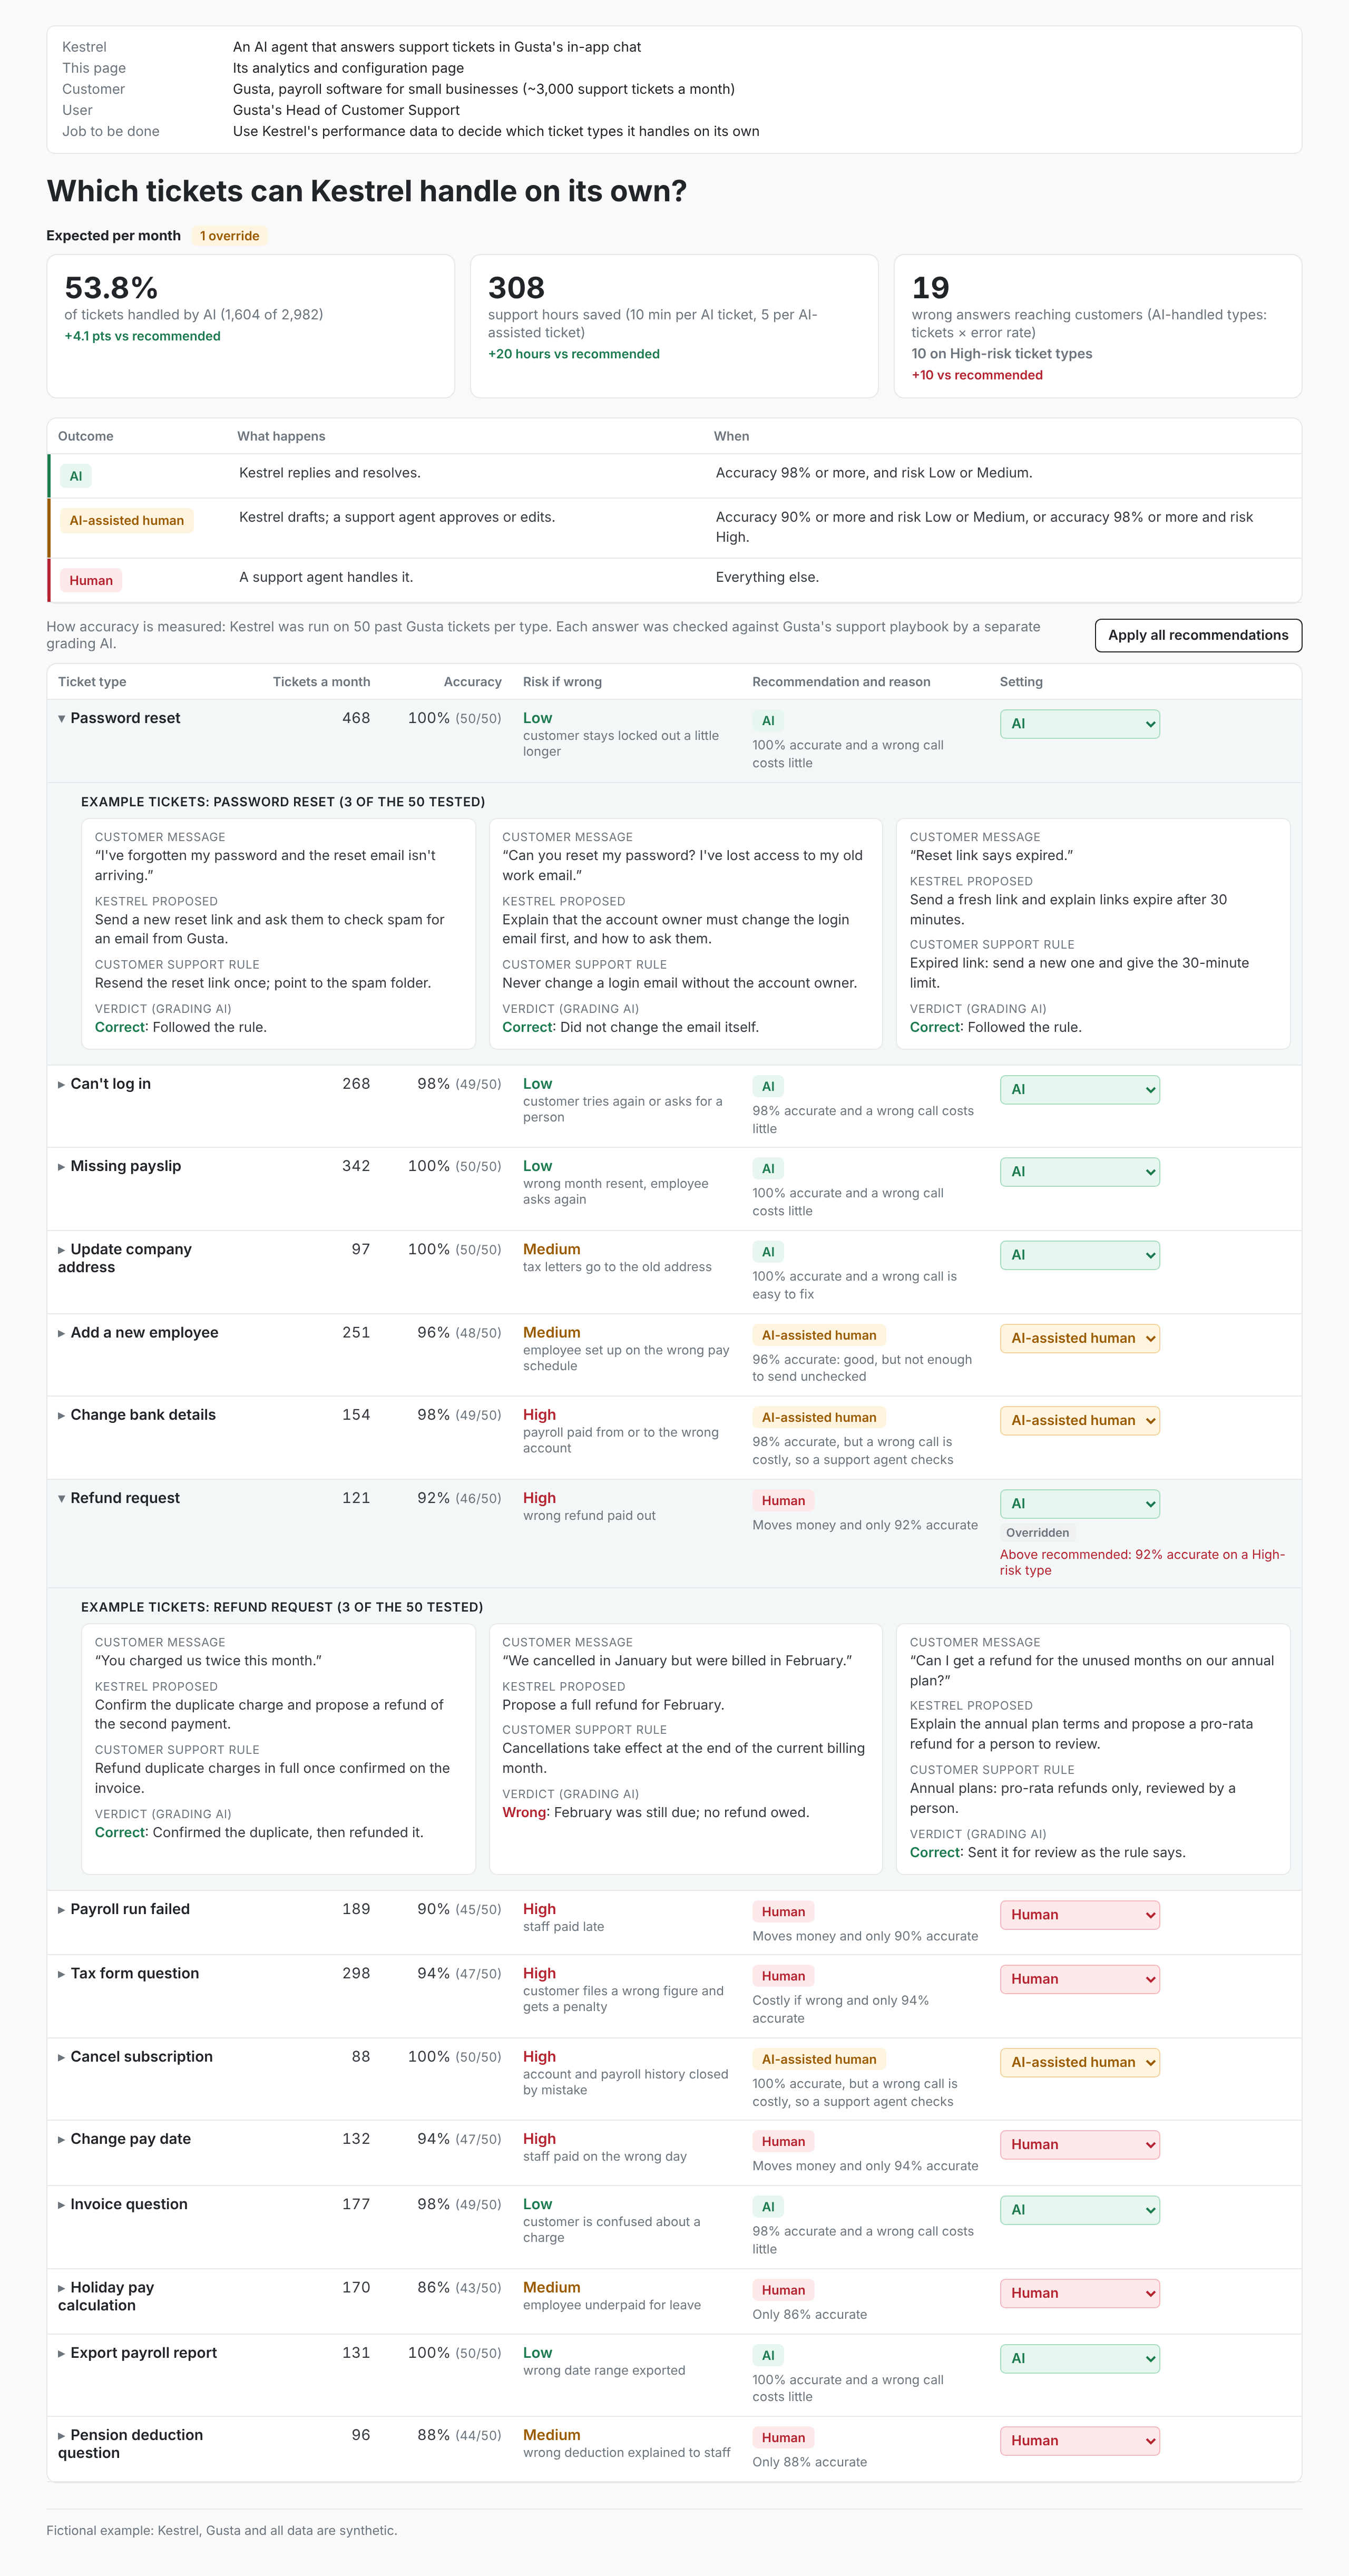 Kestrel An AI agent that answers support tickets in Gusta's in-app chat
This page Its analytics and configuration page
Customer Gusta, payroll software for small businesses (~3,000 support tickets a month)
User Gusta's Head of Customer Support
Job to be done Use Kestrel's performance data to decide which ticket types it handles on its own
Which tickets can Kestrel handle on its own?
Expected per month 1 override
53.8%
of tickets handled by AI (1,604 of 2,982)
+4.1 pts vs recommended
308
support hours saved (10 min per AI ticket, 5 per AI-
assisted ticket)
+20 hours vs recommended
19
wrong answers reaching customers (AI-handled types:
tickets × error rate)
10 on High-risk ticket types
+10 vs recommended
Outcome What happens When
AI Kestrel replies and resolves. Accuracy 98% or more, and risk Low or Medium.
AI-assisted human Kestrel drafts; a support agent approves or edits. Accuracy 90% or more and risk Low or Medium, or accuracy 98% or more and risk
High.
Human A support agent handles it. Everything else.
How accuracy is measured: Kestrel was run on 50 past Gusta tickets per type. Each answer was checked against Gusta's support playbook by a separate
grading AI.
Apply all recommendations
Ticket type Tickets a month Accuracy Risk if wrong Recommendation and reason Setting
▾ Password reset 468 100% (50/50) Low AI AI
customer stays locked out a little
longer
100% accurate and a wrong call
costs little
EXAMPLE TICKETS: PASSWORD RESET (3 OF THE 50 TESTED)
CUSTOMER MESSAGE
“I've forgotten my password and the reset email isn't
arriving.”
KESTREL PROPOSED
Send a new reset link and ask them to check spam for
an email from Gusta.
CUSTOMER SUPPORT RULE
Resend the reset link once; point to the spam folder.
VERDICT (GRADING AI)
Correct: Followed the rule.
CUSTOMER MESSAGE
“Can you reset my password? I've lost access to my old
work email.”
KESTREL PROPOSED
Explain that the account owner must change the login
email first, and how to ask them.
CUSTOMER SUPPORT RULE
Never change a login email without the account owner.
VERDICT (GRADING AI)
Correct: Did not change the email itself.
CUSTOMER MESSAGE
“Reset link says expired.”
KESTREL PROPOSED
Send a fresh link and explain links expire after 30
minutes.
CUSTOMER SUPPORT RULE
Expired link: send a new one and give the 30-minute
limit.
VERDICT (GRADING AI)
Correct: Followed the rule.
▸ Can't log in 268 98% (49/50) Low AI AI
customer tries again or asks for a
person
98% accurate and a wrong call costs
little
▸ Missing payslip 342 100% (50/50) Low AI AI
wrong month resent, employee
asks again
100% accurate and a wrong call
costs little
▸ Update company
address
97 100% (50/50) Medium AI AI
tax letters go to the old address
100% accurate and a wrong call is
easy to fix
▸ Add a new employee 251 96% (48/50) Medium AI-assisted human AI-assisted human
employee set up on the wrong pay
schedule
96% accurate: good, but not enough
to send unchecked
▸ Change bank details 154 98% (49/50) High AI-assisted human AI-assisted human
payroll paid from or to the wrong
account
98% accurate, but a wrong call is
costly, so a support agent checks
▾ Refund request 121 92% (46/50) High Human AI
wrong refund paid out
Moves money and only 92% accurate
Overridden
Above recommended: 92% accurate on a High-
risk type
EXAMPLE TICKETS: REFUND REQUEST (3 OF THE 50 TESTED)
CUSTOMER MESSAGE
“You charged us twice this month.”
KESTREL PROPOSED
Confirm the duplicate charge and propose a refund of
the second payment.
CUSTOMER SUPPORT RULE
Refund duplicate charges in full once confirmed on the
invoice.
VERDICT (GRADING AI)
Correct: Confirmed the duplicate, then refunded it.
CUSTOMER MESSAGE
“We cancelled in January but were billed in February.”
KESTREL PROPOSED
Propose a full refund for February.
CUSTOMER SUPPORT RULE
Cancellations take effect at the end of the current billing
month.
VERDICT (GRADING AI)
Wrong: February was still due; no refund owed.
CUSTOMER MESSAGE
“Can I get a refund for the unused months on our annual
plan?”
KESTREL PROPOSED
Explain the annual plan terms and propose a pro-rata
refund for a person to review.
CUSTOMER SUPPORT RULE
Annual plans: pro-rata refunds only, reviewed by a
person.
VERDICT (GRADING AI)
Correct: Sent it for review as the rule says.
▸ Payroll run failed 189 90% (45/50) High Human Human
staff paid late
Moves money and only 90% accurate
▸ Tax form question 298 94% (47/50) High Human Human
customer files a wrong figure and
gets a penalty
Costly if wrong and only 94%
accurate
▸ Cancel subscription 88 100% (50/50) High AI-assisted human AI-assisted human
account and payroll history closed
by mistake
100% accurate, but a wrong call is
costly, so a support agent checks
▸ Change pay date 132 94% (47/50) High Human Human
staff paid on the wrong day
Moves money and only 94% accurate
▸ Invoice question 177 98% (49/50) Low AI AI
customer is confused about a
charge
98% accurate and a wrong call costs
little
▸ Holiday pay
calculation
170 86% (43/50) Medium Human Human
employee underpaid for leave
Only 86% accurate
▸ Export payroll report 131 100% (50/50) Low AI AI
wrong date range exported
100% accurate and a wrong call
costs little
▸ Pension deduction
question
96 88% (44/50) Medium Human Human
wrong deduction explained to staff
Only 88% accurate
Fictional example: Kestrel, Gusta and all data are synthetic.